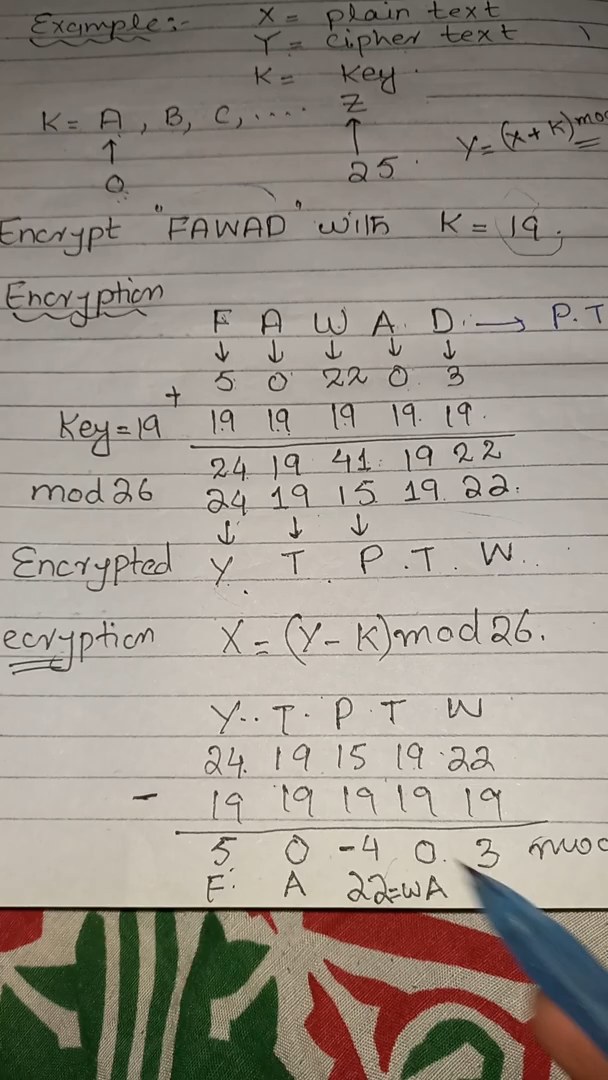 Example:-
X = plain text
Y = cipher text
K = Key
K = A, B, C, .... Z
0 25
Y=(x+K)mo
Encrypt "FAWAD" with K = 19.
Encryption
F A W A D. → P.T
↓ ↓ ↓ ↓ ↓
+ 5 0 22 0 3
Key=19 19 19 19 19. 19.
24 19 41 19 22
mod 26 24 19 15 19. 22.
↓ ↓ ↓
Encrypted Y. T. P. T. W..
ecryption X = (Y-K)mod 26.
Y.. T. P T W
24. 19 15 19 22
- 19 19 19 19 19
5 0 -4 0. 3 moo
F: A 22=WA